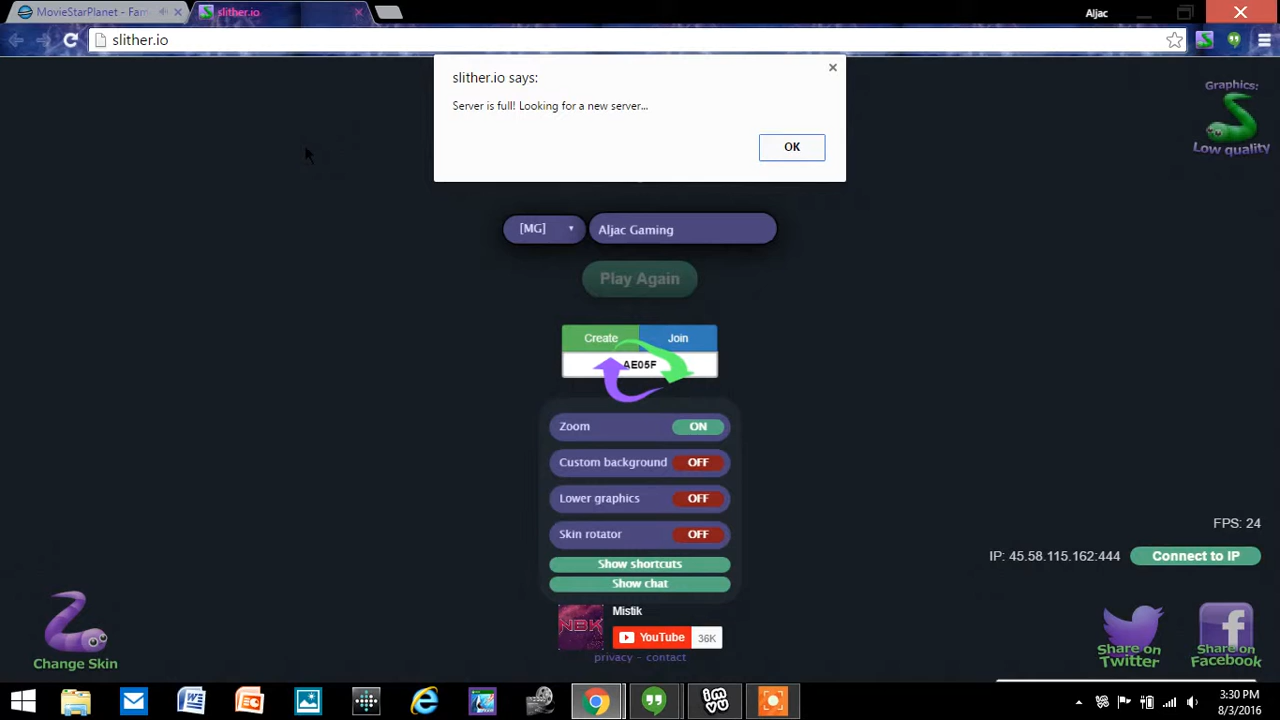 MovieStarPlanet - Fam
slither.io
Aljac
slither.io
slither.io says:
Server is full! Looking for a new server...
OK
Graphics:
Low quality
[MG]
Aljac Gaming
Play Again
Create
Join
AE05F
Zoom
ON
Custom background
OFF
Lower graphics
OFF
Skin rotator
OFF
Show shortcuts
Show chat
FPS: 24
IP: 45.58.115.162:444
Connect to IP
NBK
Mistik
YouTube
36K
privacy - contact
Change Skin
Share on
Twitter
Share on
Facebook
3:30 PM
8/3/2016